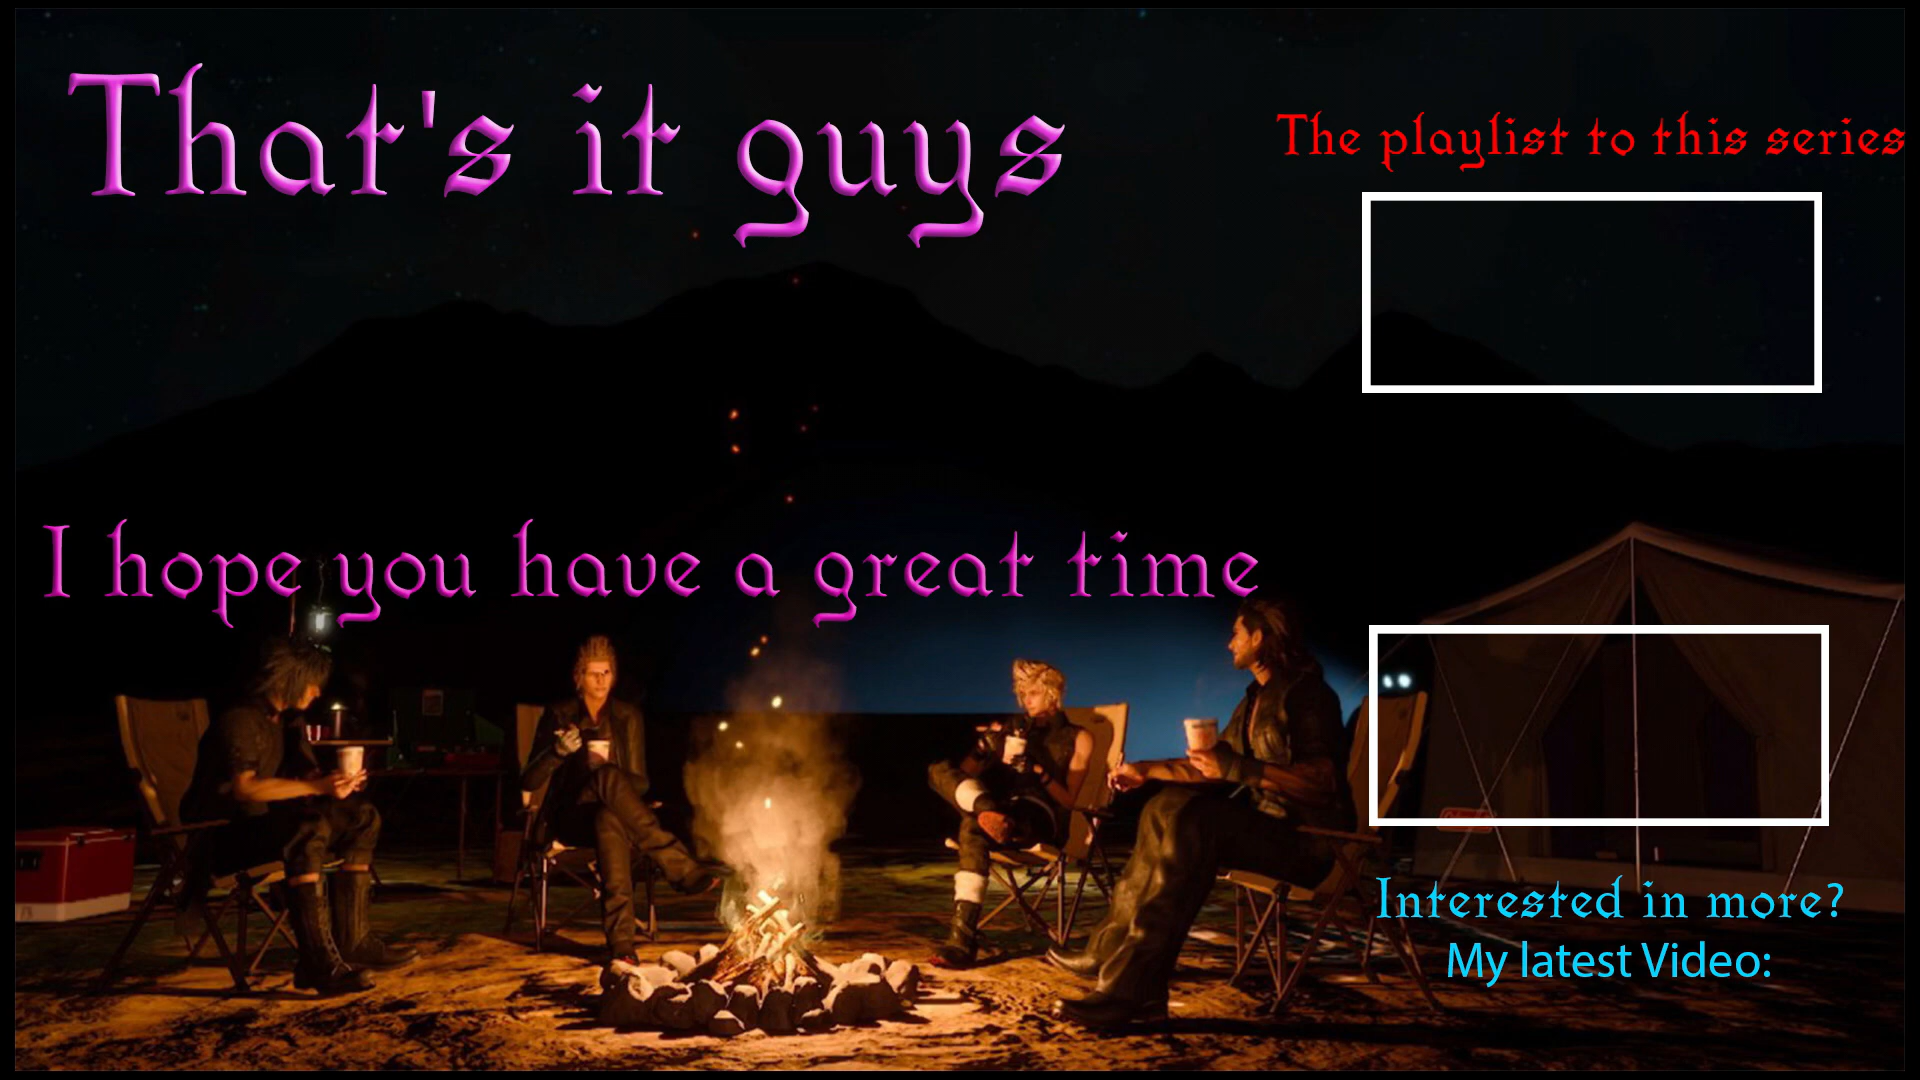 That's it guys
The playlist to this series
I hope you have a great time
Interested in more?
My latest Video: